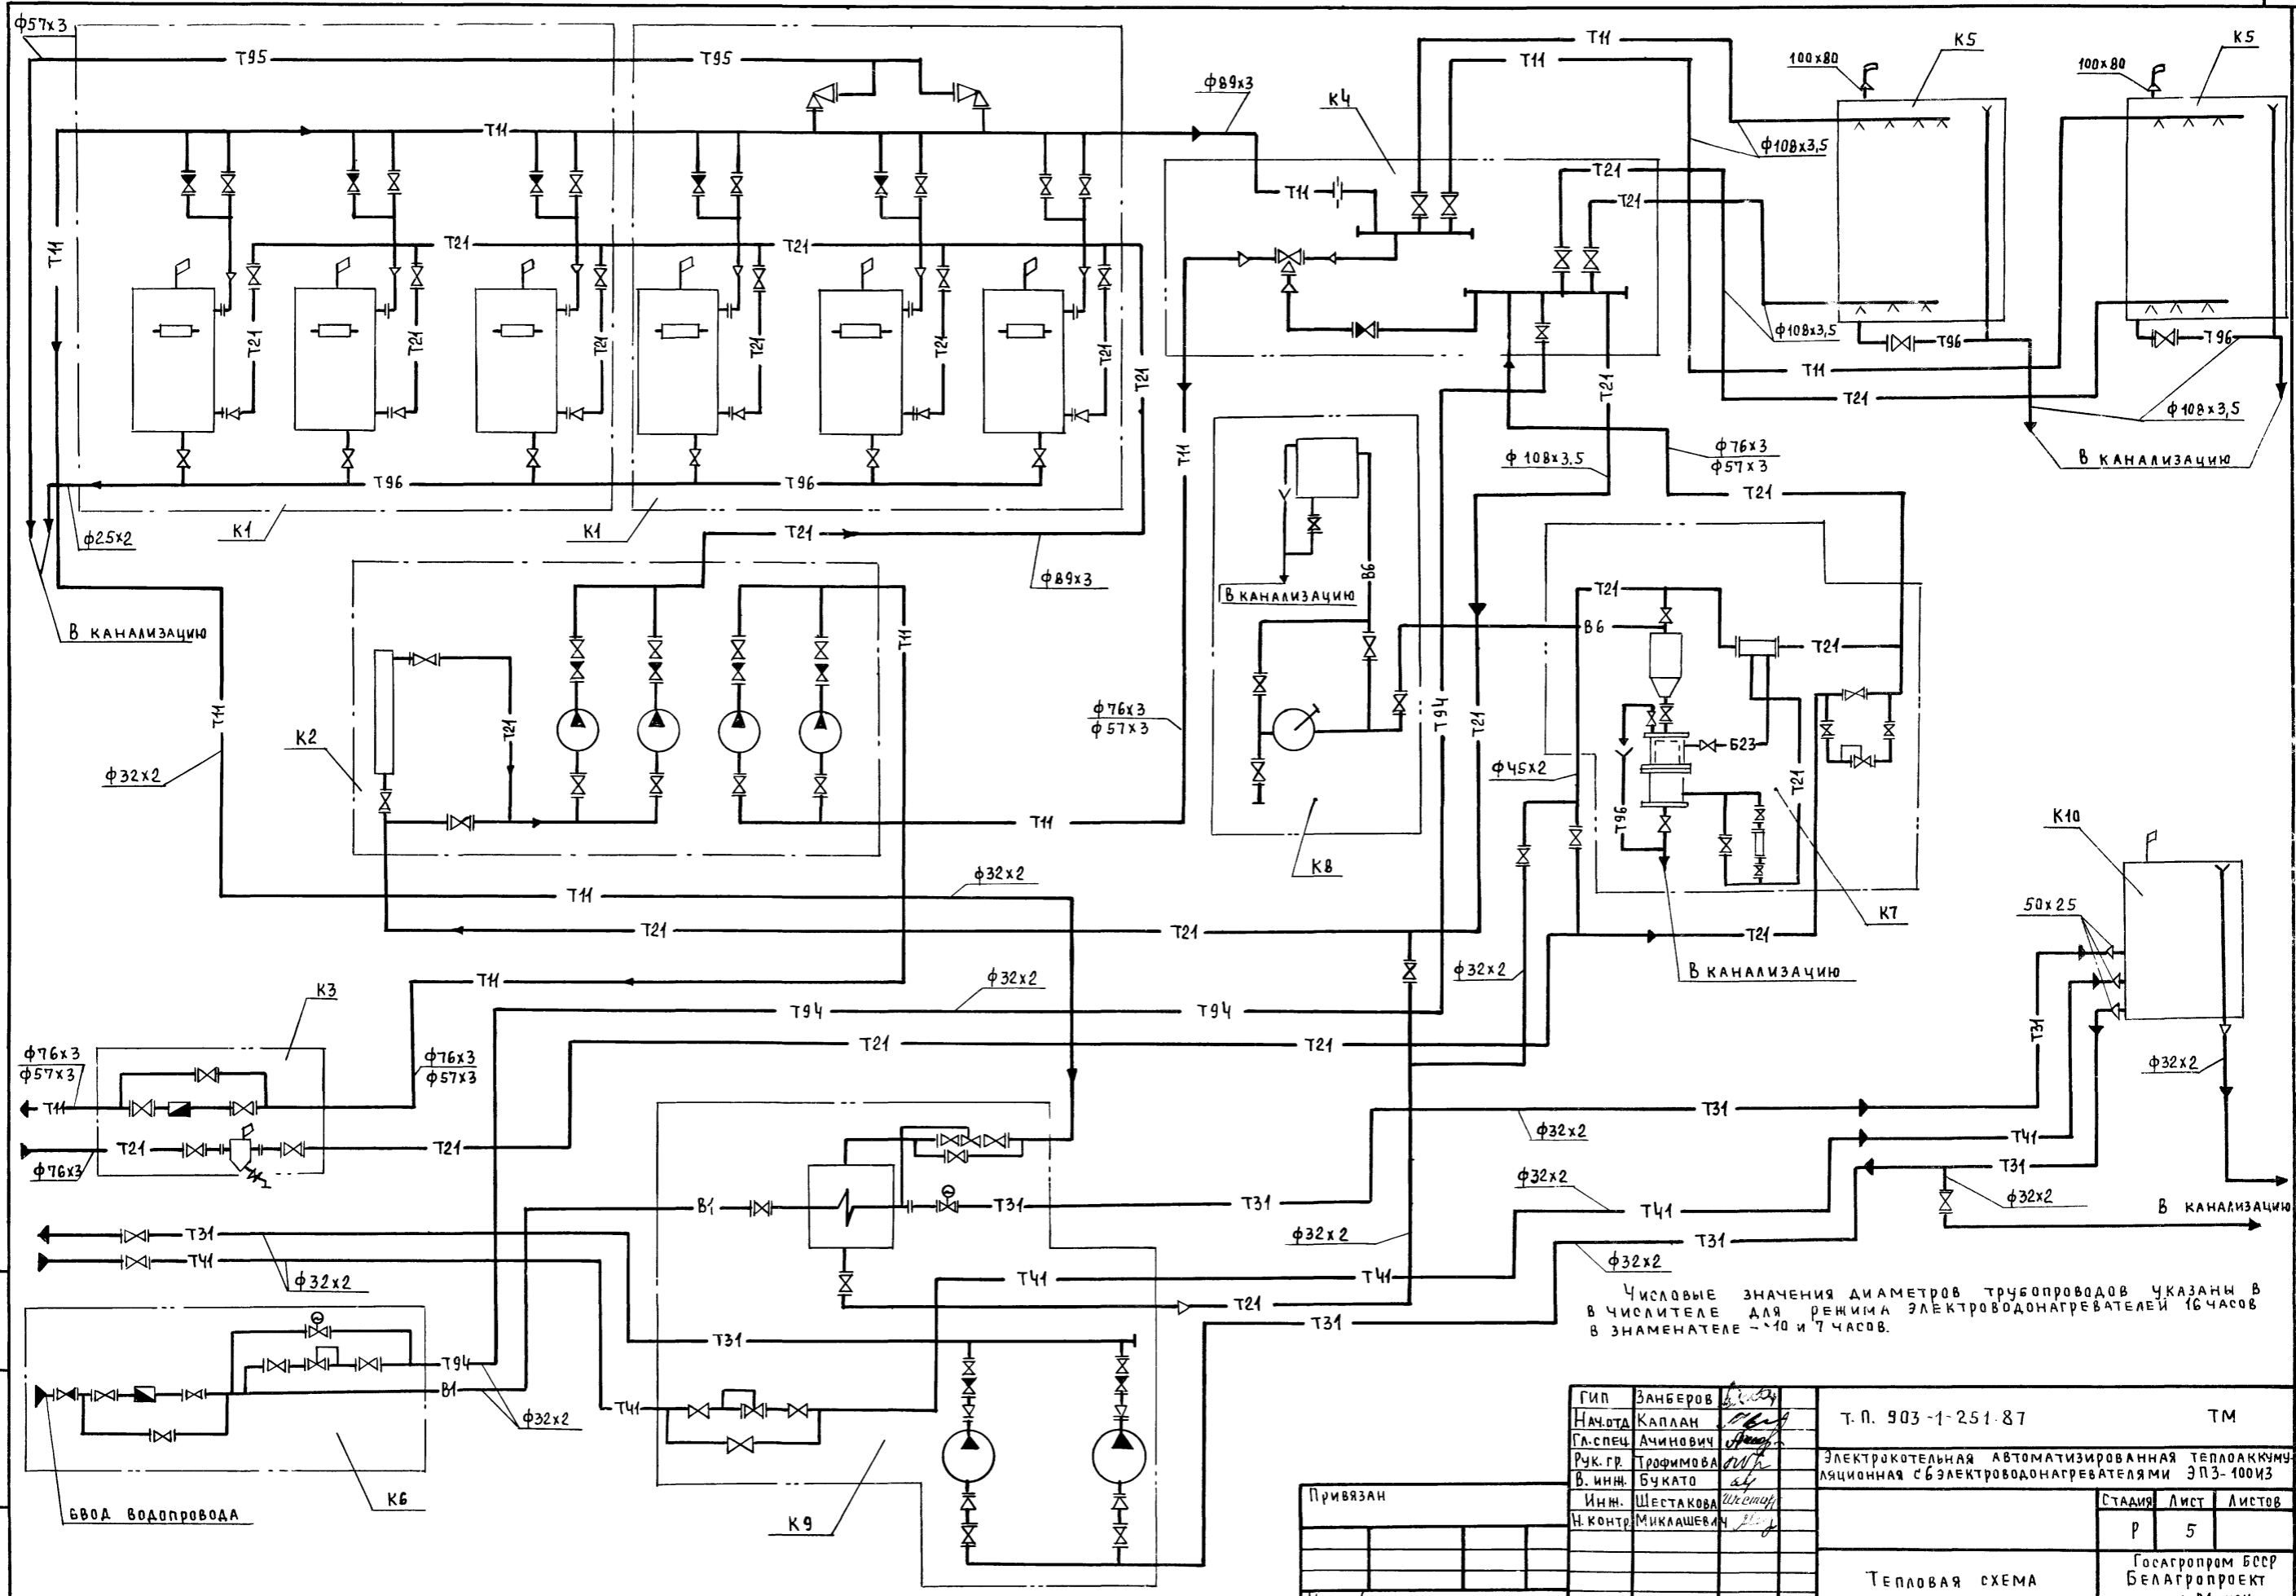 ф57х3
Т95
Т95
Т11
Т11
Т21
Т21
Т21
Т21
Т21
Т21
Т21
Т21
Т21
Т96
Т96
К1
К1
ф25х2
В КАНАЛИЗАЦИЮ
Т21
ф89х3
ф89х3
К4
Т11
Т11
Т11
Т21
Т21
100х80
К5
100х80
К5
ф108х3,5
ф108х3,5
Т96
Т96
Т11
Т21
ф108х3,5
В КАНАЛИЗАЦИЮ
Т11
Т21
ф108х3,5
ф76х3
ф57х3
Т21
В6
В КАНАЛИЗАЦИЮ
К8
Т11
Т21
К2
Т11
ф76х3
ф57х3
Т11
ф32х2
Т94
Т21
Т21
В6
Т21
Б23
ф45х2
Т96
Т21
К7
В КАНАЛИЗАЦИЮ
Т21
К10
50х25
Т11
ф32х2
Т21
Т21
Т11
ф32х2
Т94
Т94
ф32х2
Т21
Т21
К3
ф76х3
ф57х3
ф76х3
ф57х3
Т11
Т21
Т21
ф76х3
Т31
ф32х2
Т31
ф32х2
Т41
Т31
ф32х2
ф32х2
В КАНАЛИЗАЦИЮ
В1
Т31
Т31
Т41
ф32х2
Т31
ф32х2
Т31
Т41
ф32х2
Т41
Т41
Т21
Т31
Т31
Т94
В1
ф32х2
Т41
К6
К9
ВВОД ВОДОПРОВОДА
ЧИСЛОВЫЕ ЗНАЧЕНИЯ ДИАМЕТРОВ ТРУБОПРОВОДОВ УКАЗАНЫ В
В ЧИСЛИТЕЛЕ ДЛЯ РЕЖИМА ЭЛЕКТРОВОДОНАГРЕВАТЕЛЕЙ 16 ЧАСОВ
В ЗНАМЕНАТЕЛЕ - 10 И 7 ЧАСОВ.
ГИП ЗАНБЕРОВ
НАЧ.ОТД КАПЛАН
ГЛ.СПЕЦ АЧИНОВИЧ
РУК.ГР. ТРОФИМОВА
В. ИНЖ. БУКАТО
ИНЖ. ШЕСТАКОВА
Н.КОНТР МИКЛАШЕВИЧ
Т.П. 903-1-251.87 ТМ
ЭЛЕКТРОКОТЕЛЬНАЯ АВТОМАТИЗИРОВАННАЯ ТЕПЛОАККУМУ-
ЛЯЦИОННАЯ С 6 ЭЛЕКТРОВОДОНАГРЕВАТЕЛЯМИ ЭПЗ-100И3
СТАДИЯ ЛИСТ ЛИСТОВ
Р 5
ТЕПЛОВАЯ СХЕМА
ГОСАГРОПРОМ БССР
БЕЛАГРОПРОЕКТ
ПРИВЯЗАН